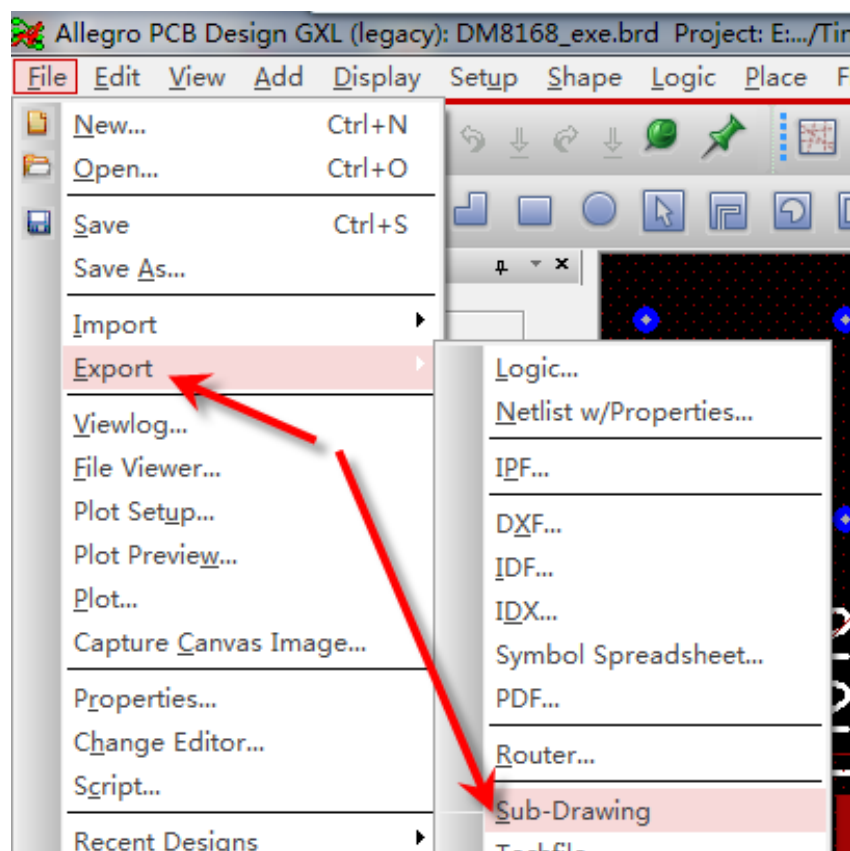 Allegro PCB Design GXL (legacy): DM8168_exe.brd Project: E:.../Tin
File Edit View Add Display Setup Shape Logic Place F
New... Ctrl+N
Open... Ctrl+O
Save Ctrl+S
Save As...
Import
Export
Viewlog...
File Viewer...
Plot Setup...
Plot Preview...
Plot...
Capture Canvas Image...
Properties...
Change Editor...
Script...
Recent Designs
Logic...
Netlist w/Properties...
IPF...
DXF...
IDF...
IDX...
Symbol Spreadsheet...
PDF...
Router...
Sub-Drawing